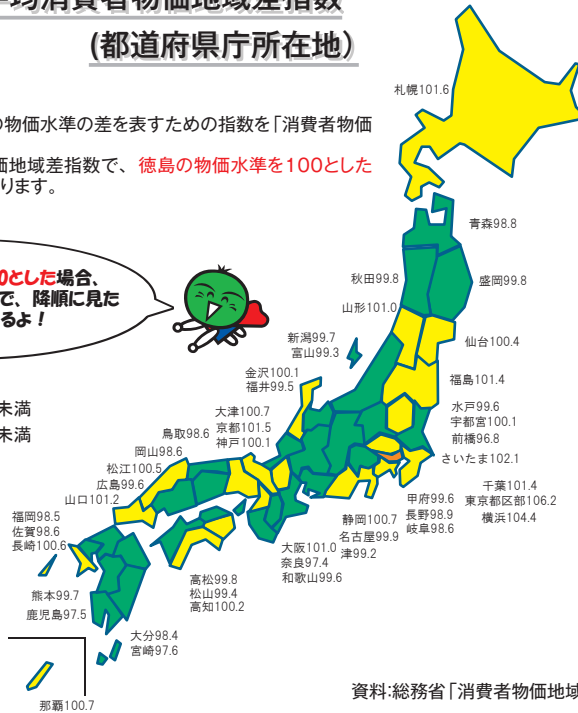 平均消費者物価地域差指数
(都道府県庁所在地）
の物価水準の差を表すための指数を「消費者物価
価地域差指数で、徳島の物価水準を100とした
ります。
0とした場合、
で、降順に見た
るよ！
未満
未満
札幌101.6
青森98.8
秋田99.8
盛岡99.8
山形101.0
仙台100.4
新潟99.7
富山99.3
福島101.4
金沢100.1
福井99.5
水戸99.6
宇都宮100.1
前橋96.8
大津100.7
京都101.5
神戸100.1
さいたま102.1
鳥取98.6
岡山98.6
松江100.5
広島99.6
山口101.2
千葉101.4
東京都区部106.2
横浜104.4
甲府99.6
長野98.9
岐阜98.6
福岡98.5
佐賀98.6
長崎100.6
静岡100.7
名古屋99.9
津99.2
大阪101.0
奈良97.4
和歌山99.6
高松99.8
松山99.4
高知100.2
熊本99.7
鹿児島97.5
大分98.4
宮崎97.6
那覇100.7
資料:総務省「消費者物価地域